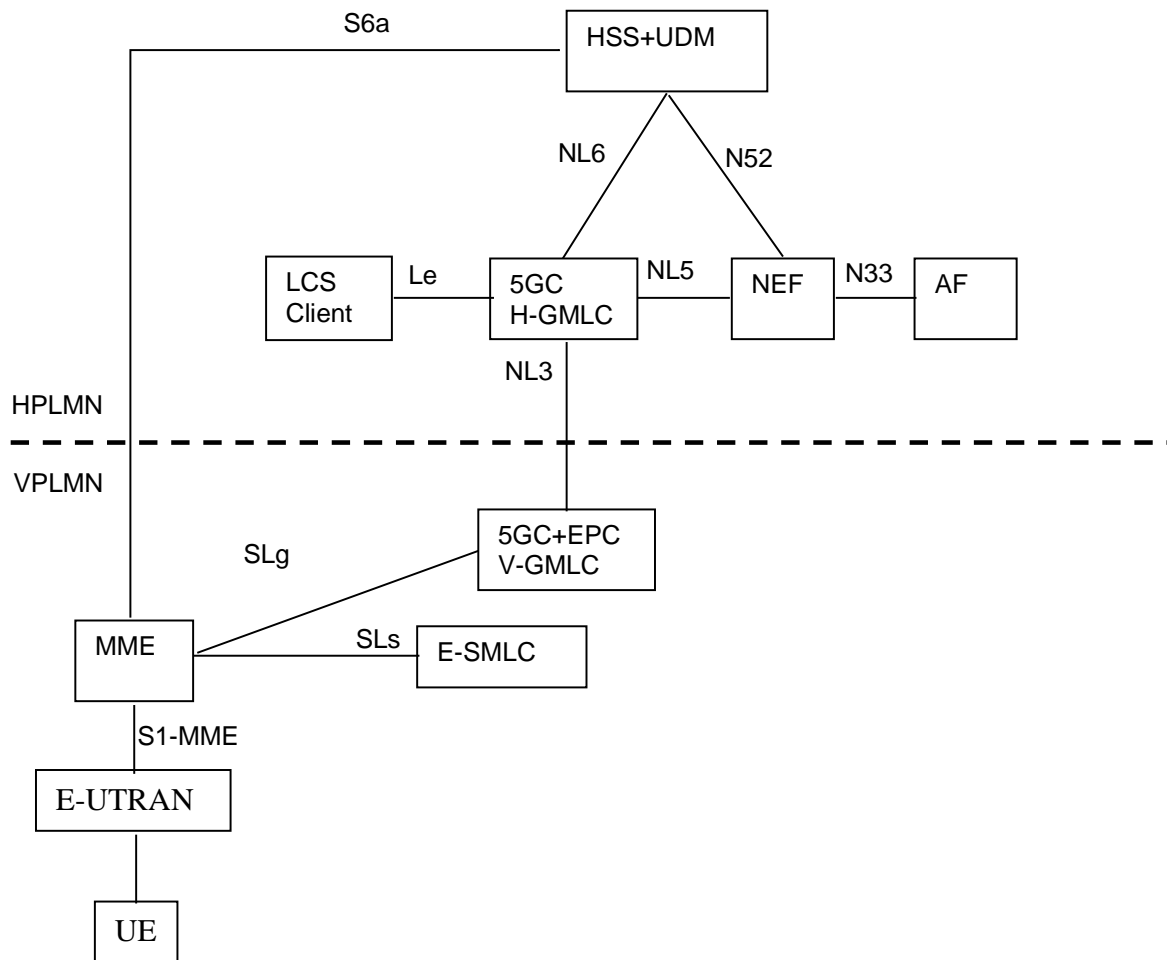 S6a
HSS+UDM
NL6
N52
LCS
Client
Le
5GC
H-GMLC
NL5
NEF
N33
AF
NL3
HPLMN
VPLMN
5GC+EPC
V-GMLC
SLg
MME
SLs
E-SMLC
S1-MME
E-UTRAN
UE